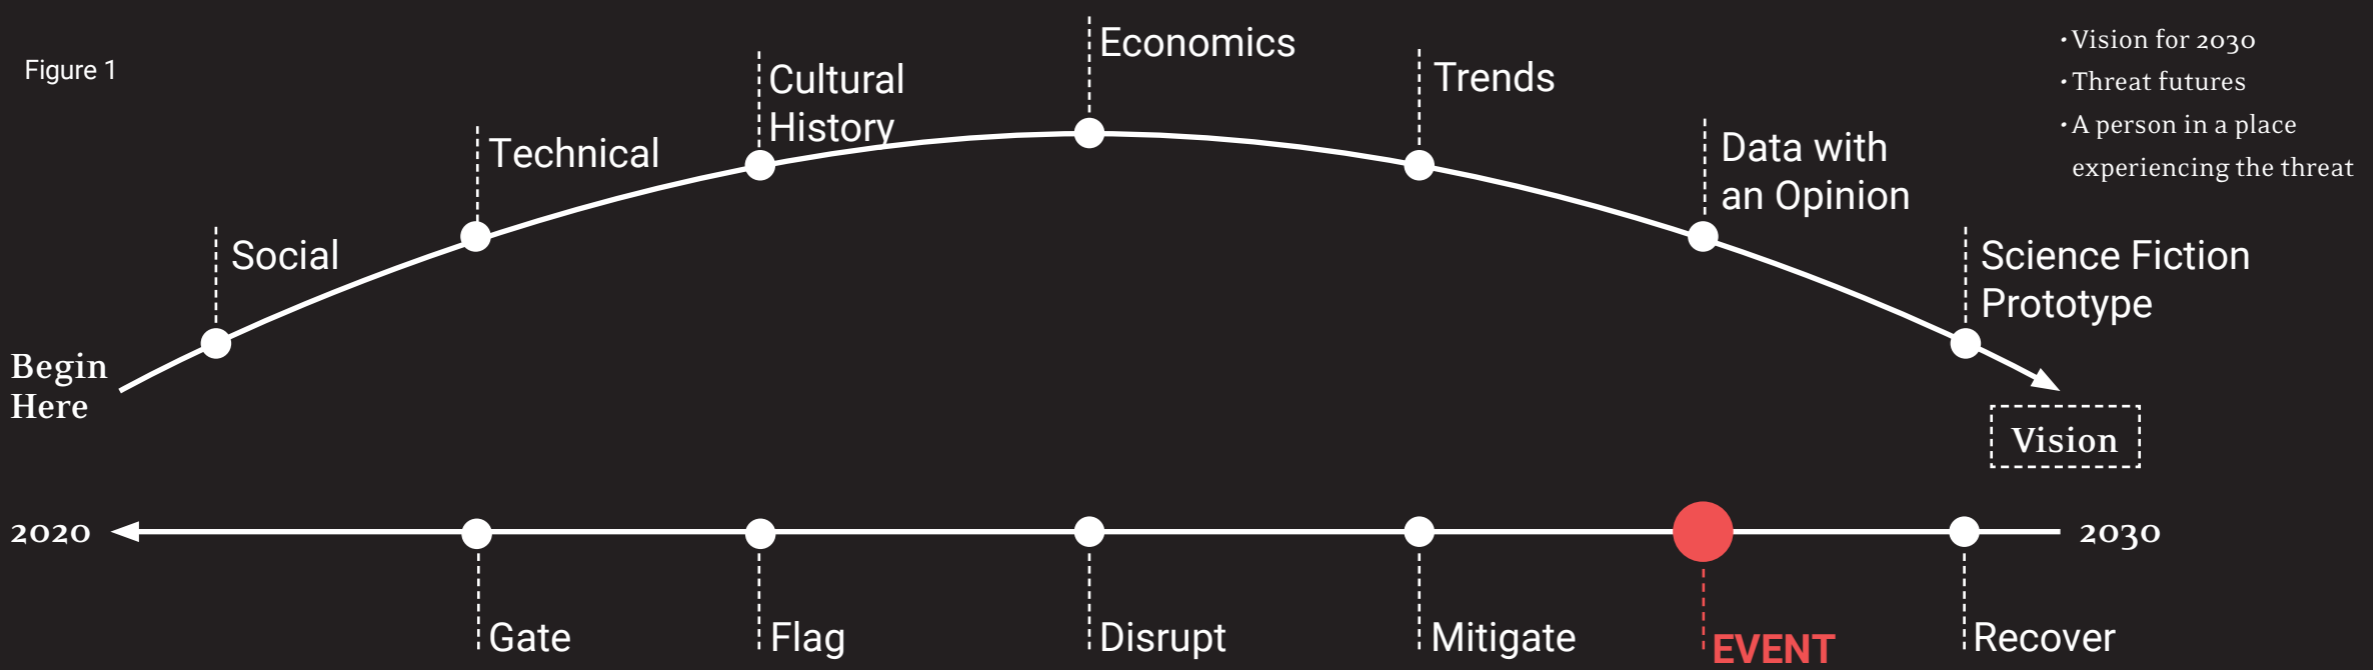 Figure 1
Begin
Here
Social
Technical
Cultural
History
Economics
Trends
Data with
an Opinion
Science Fiction
Prototype
·Vision for 2030
·Threat futures
·A person in a place
experiencing the threat
Vision
2020
2030
Gate
Flag
Disrupt
Mitigate
EVENT
Recover